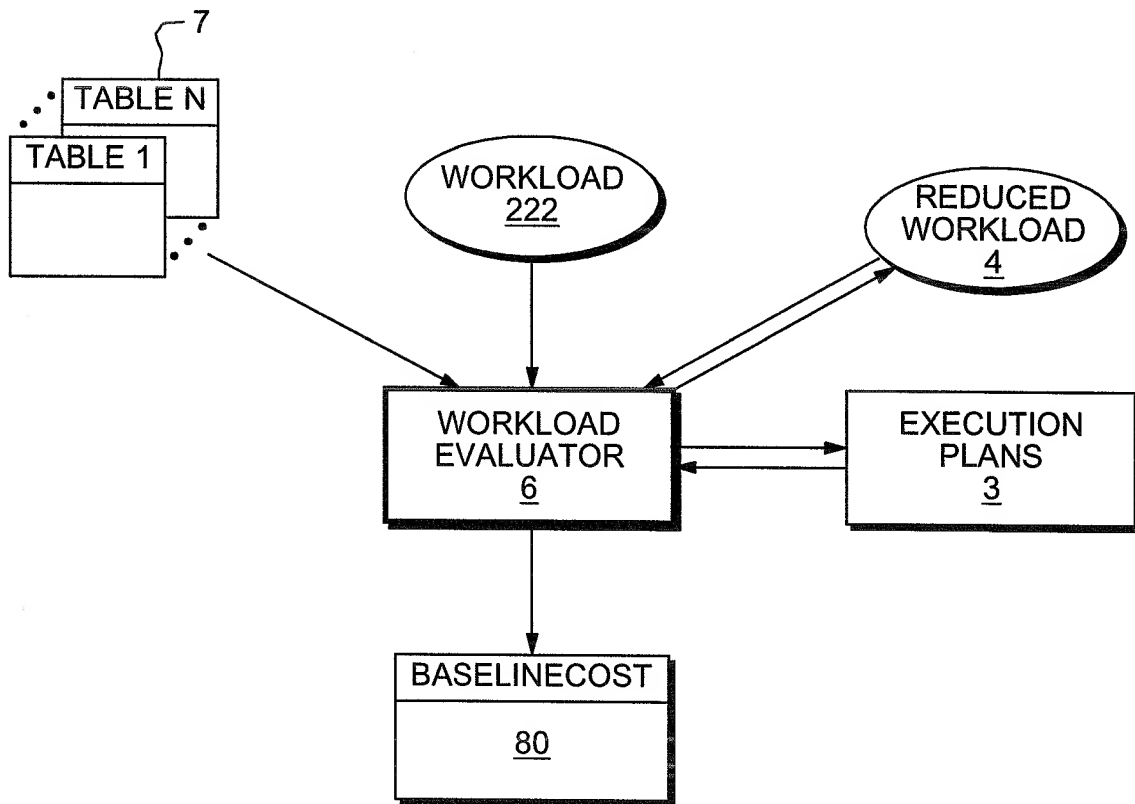 7
TABLE N
TABLE 1
WORKLOAD
222
REDUCED
WORKLOAD
4
WORKLOAD
EVALUATOR
6
EXECUTION
PLANS
3
BASELINECOST
80